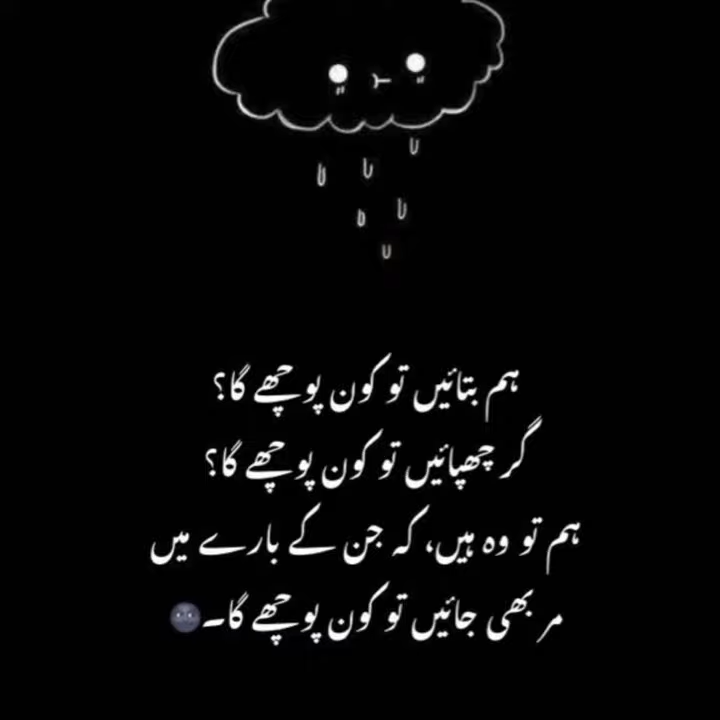 ہم بتائیں تو کون پوچھے گا؟
گر چھپائیں تو کون پوچھے گا؟
ہم تو وہ ہیں، کہ جن کے بارے میں
مر بھی جائیں تو کون پوچھے گا۔🌚